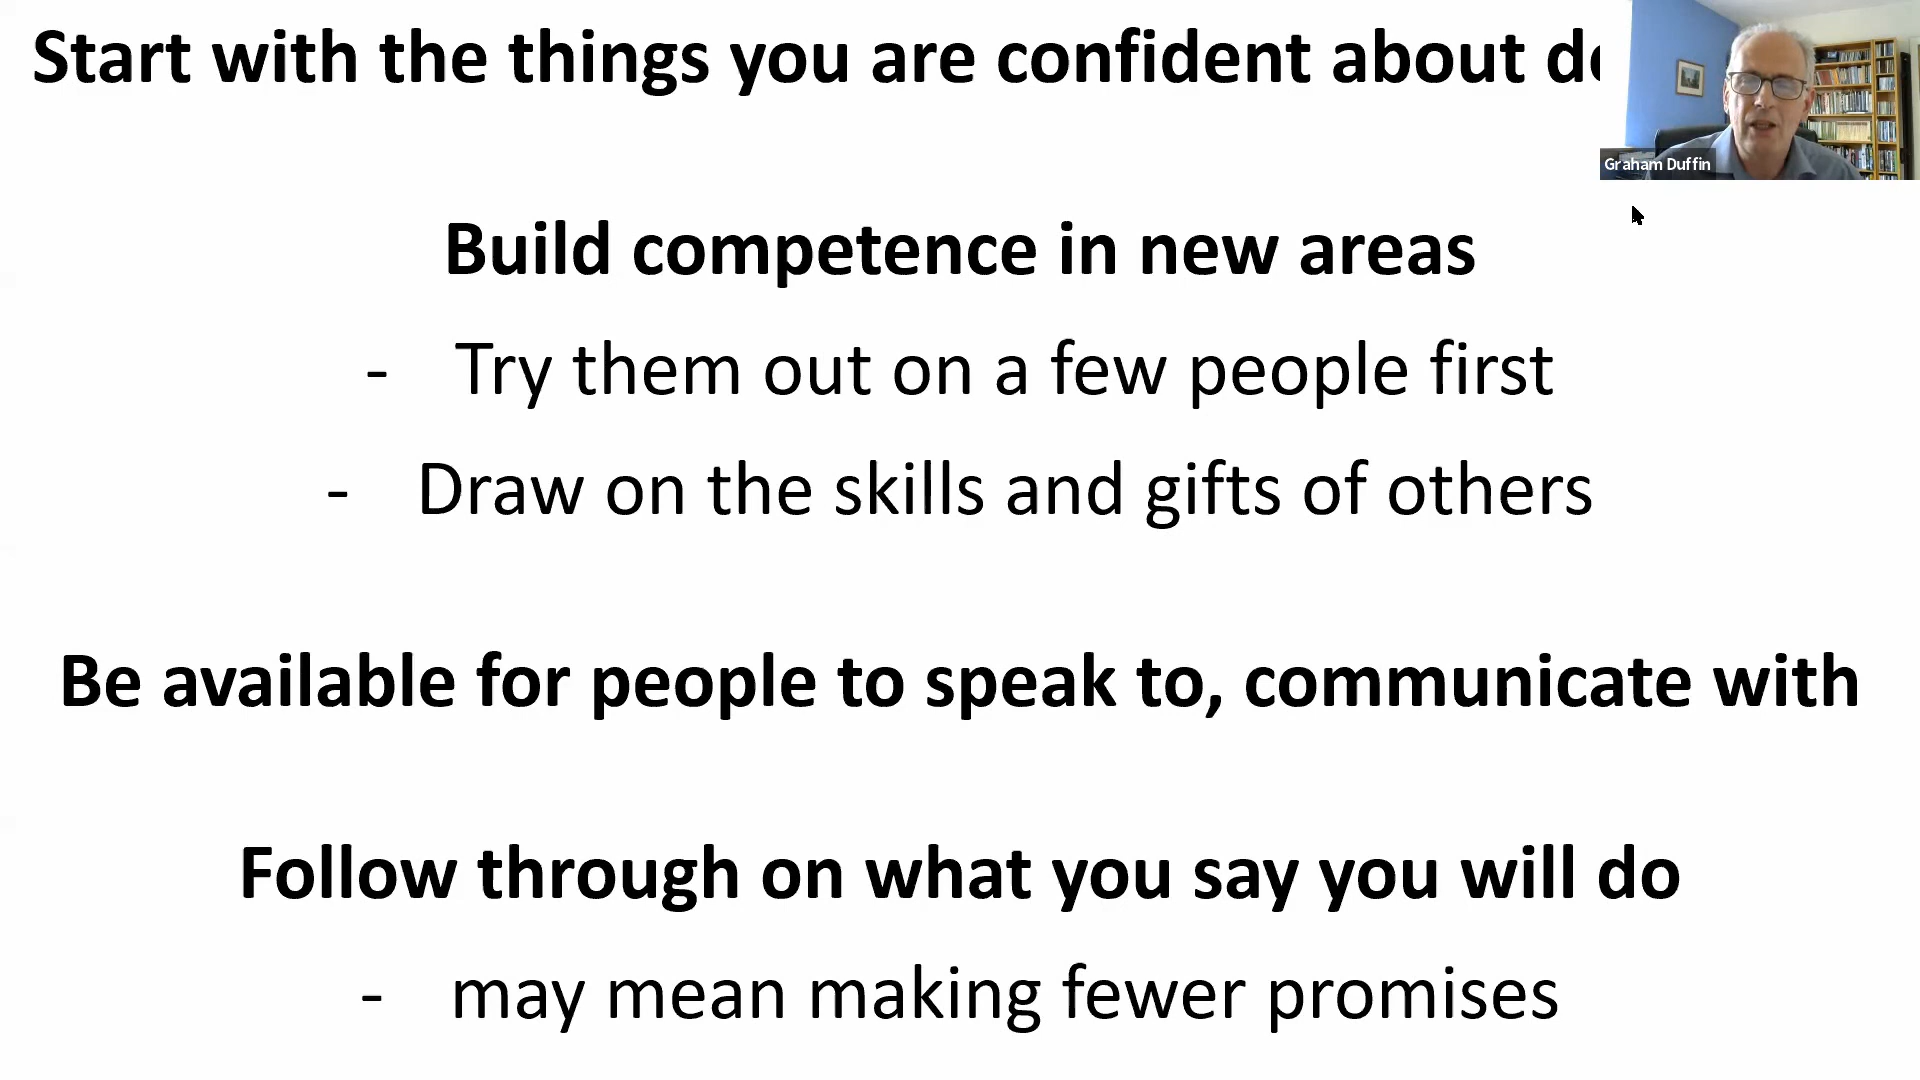 Start with the things you are confident about
Graham Duffin
Build competence in new areas
- Try them out on a few people first
- Draw on the skills and gifts of others
Be available for people to speak to, communicate with
Follow through on what you say you will do
- may mean making fewer promises